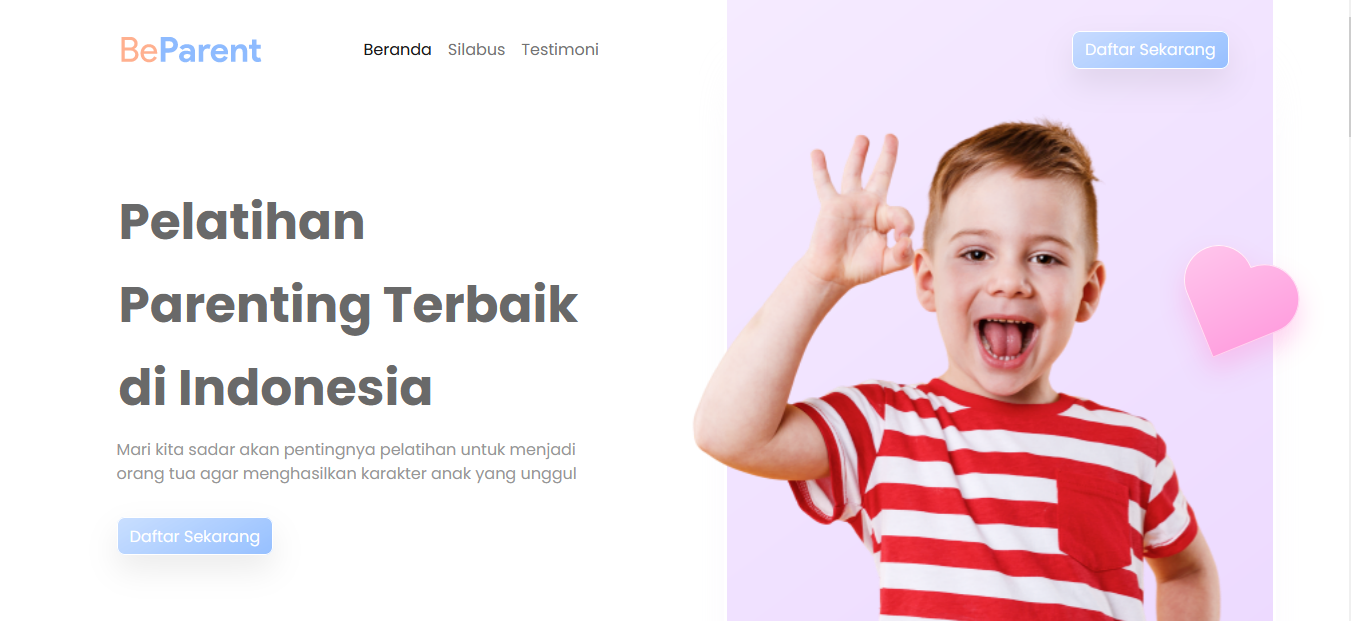 BeParent
Beranda Silabus Testimoni
Daftar Sekarang
Pelatihan
Parenting Terbaik
di Indonesia
Mari kita sadar akan pentingnya pelatihan untuk menjadi
orang tua agar menghasilkan karakter anak yang unggul
Daftar Sekarang